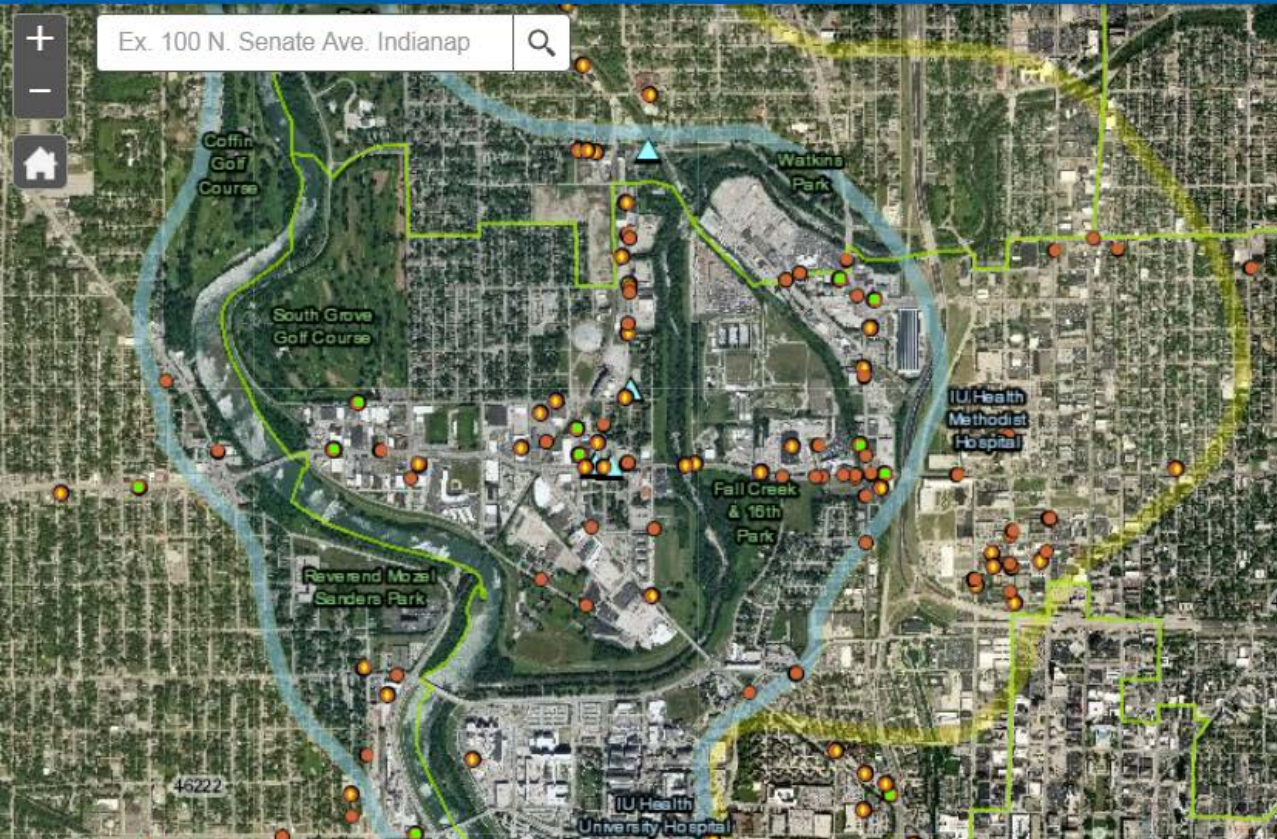 +
Ex. 100 N. Senate Ave. Indianap
−
Coffin
Golf
Course
Watkins
Park
South Grove
Golf Course
IU Health
Methodist
Hospital
Fall Creek
& 16th
Park
Reverend Mozel
Sanders Park
46222
IU Health
University Hospital